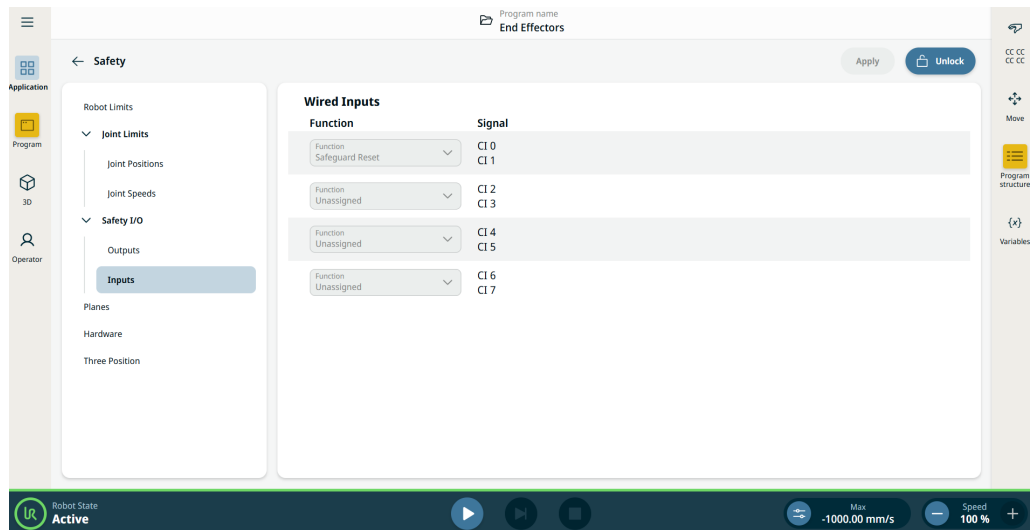 Program name
End Effectors
Application
Program
3D
Operator
Safety
Apply
Unlock
Robot Limits
Joint Limits
Joint Positions
Joint Speeds
Safety I/O
Outputs
Inputs
Planes
Hardware
Three Position
Wired Inputs
Function Signal
Function
Safeguard Reset
CI 0
CI 1
Function
Unassigned
CI 2
CI 3
Function
Unassigned
CI 4
CI 5
Function
Unassigned
CI 6
CI 7
CC CC
CC CC
Move
Program
structure
{x}
Variables
UR
Robot State
Active
Max
-1000.00 mm/s
Speed
100 %